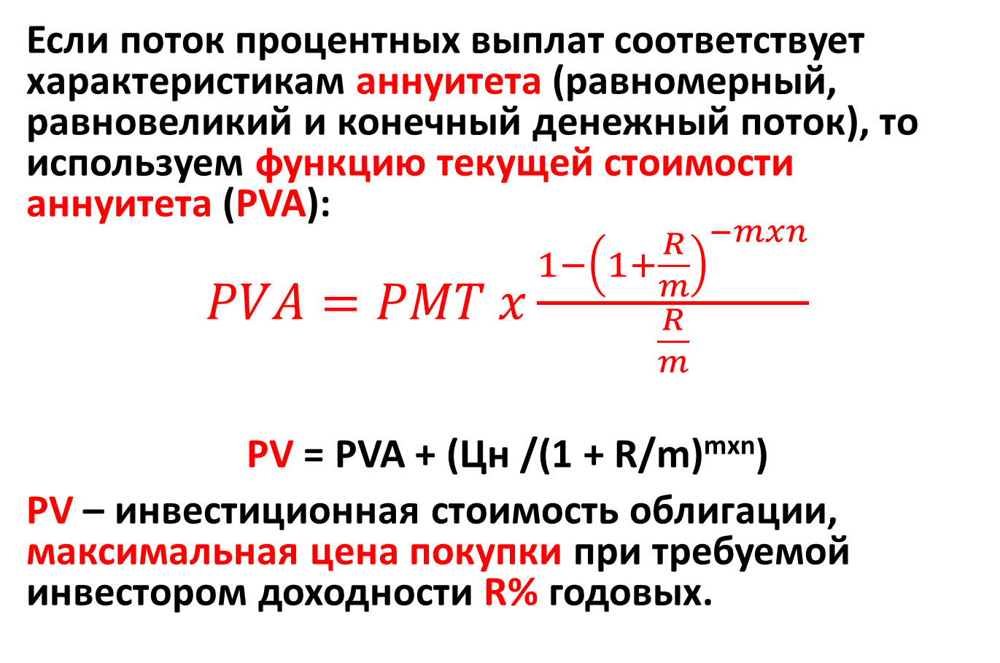 Если поток процентных выплат соответствует
характеристикам аннуитета (равномерный,
равновеликий и конечный денежный поток), то
используем функцию текущей стоимости
аннуитета (PVA):
PVA = PMT x \frac{1-\left(1+\frac{R}{m}\right)^{-mxn}}{\frac{R}{m}}
PV = PVA + (Цн /(1 + R/m)^{mxn})
PV – инвестиционная стоимость облигации,
максимальная цена покупки при требуемой
инвестором доходности R% годовых.